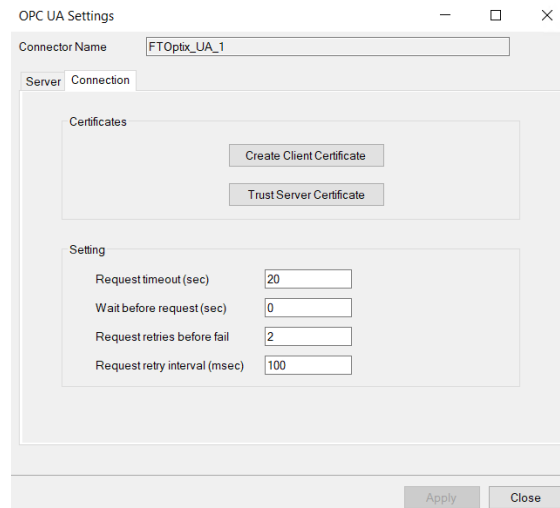 OPC UA Settings
Connector Name FTOptix_UA_1
Server Connection
Certificates
Create Client Certificate
Trust Server Certificate
Setting
Request timeout (sec) 20
Wait before request (sec) 0
Request retries before fail 2
Request retry interval (msec) 100
Apply Close